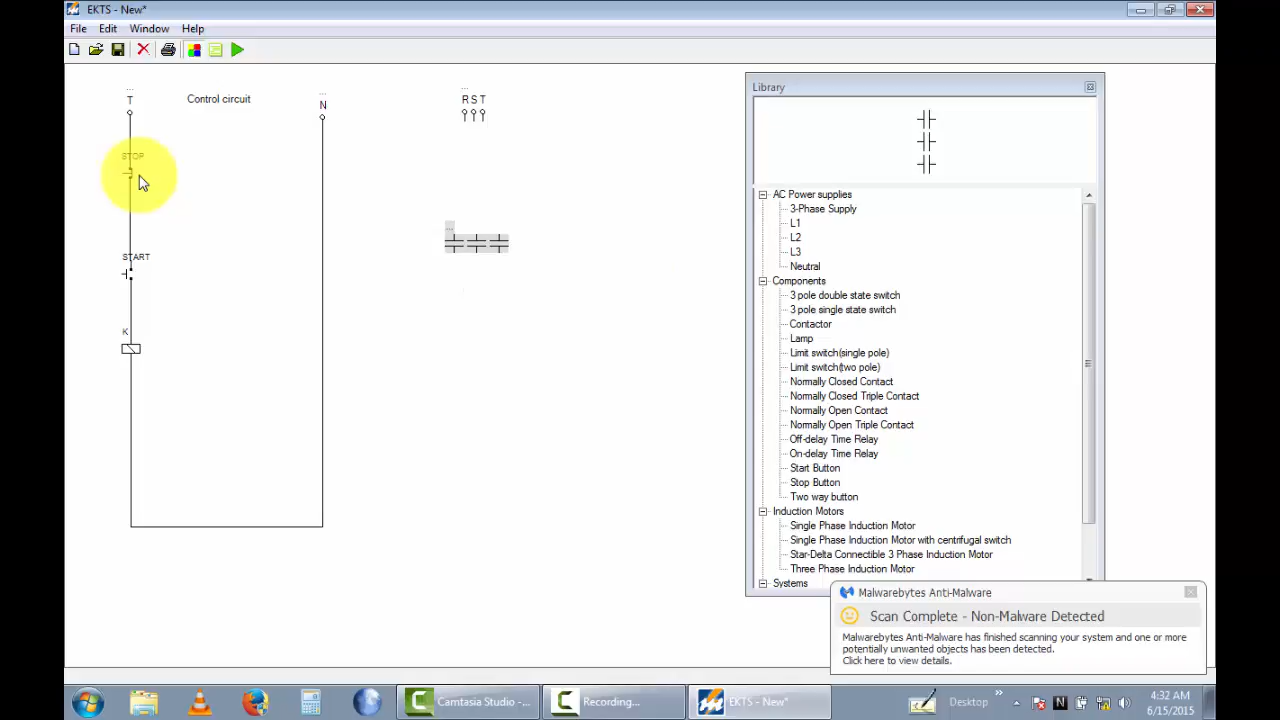 EKTS - New*
File Edit Window Help
...
T
Control circuit
...
N
...
R S T
STOP
START
K
...
Library
AC Power supplies
3-Phase Supply
L1
L2
L3
Neutral
Components
3 pole double state switch
3 pole single state switch
Contactor
Lamp
Limit switch(single pole)
Limit switch(two pole)
Normally Closed Contact
Normally Closed Triple Contact
Normally Open Contact
Normally Open Triple Contact
Off-delay Time Relay
On-delay Time Relay
Start Button
Stop Button
Two way button
Induction Motors
Single Phase Induction Motor
Single Phase Induction Motor with centrifugal switch
Star-Delta Connectible 3 Phase Induction Motor
Three Phase Induction Motor
Systems
Malwarebytes Anti-Malware
Scan Complete - Non-Malware Detected
Malwarebytes Anti-Malware has finished scanning your system and one or more
potentially unwanted objects has been detected.
Click here to view details.
Camtasia Studio -... Recording... EKTS - New* Desktop » N 4:32 AM
6/15/2015